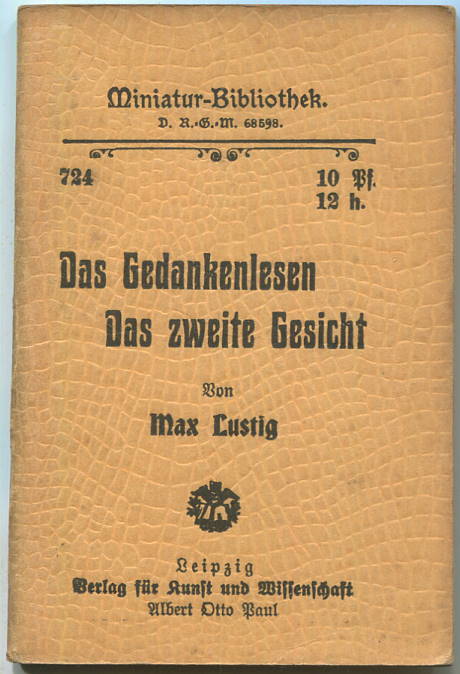 Miniatur-Bibliothek.
D. R.-G.-M. 68598.
724
10 Pf.
12 h.
Das Gedankenlesen
Das zweite Gesicht
Von
Max Lustig
Leipzig
Verlag für Kunst und Wissenschaft
Albert Otto Paul